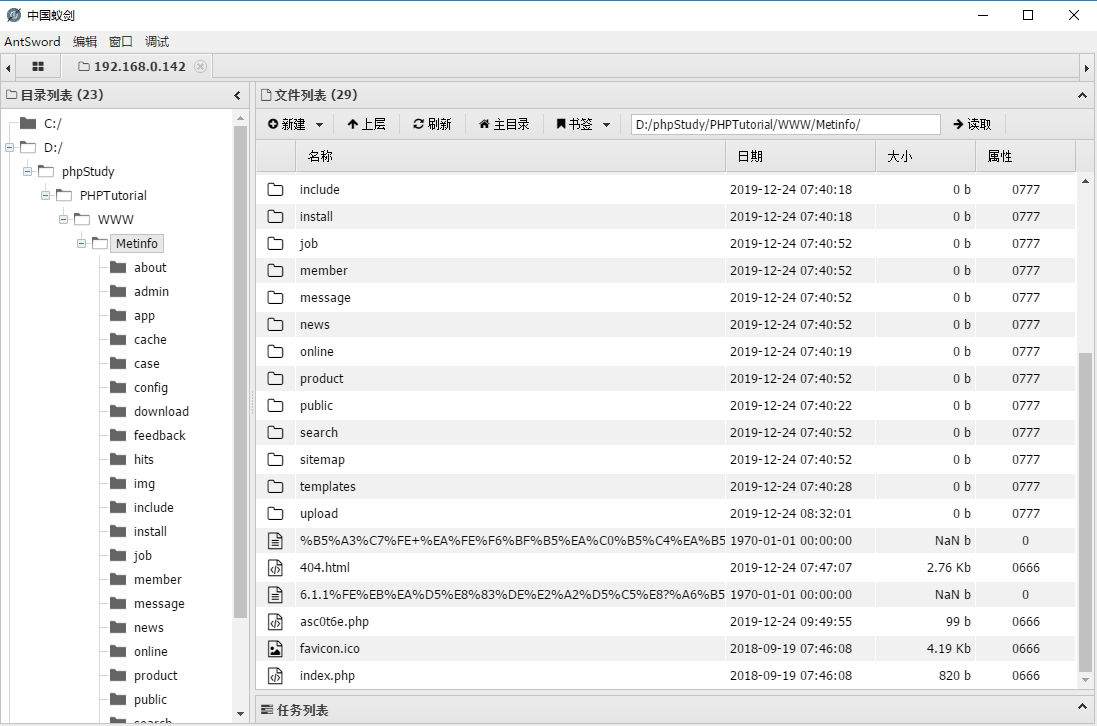 中国蚁剑
AntSword 编辑 窗口 调试
192.168.0.142
目录列表 (23)
C:/
D:/
phpStudy
PHPTutorial
WWW
Metinfo
about
admin
app
cache
case
config
download
feedback
hits
img
include
install
job
member
message
news
online
product
public
search
文件列表 (29)
新建 上层 刷新 主目录 书签 D:/phpStudy/PHPTutorial/WWW/Metinfo/ 读取
名称 日期 大小 属性
include 2019-12-24 07:40:18 0 b 0777
install 2019-12-24 07:40:18 0 b 0777
job 2019-12-24 07:40:52 0 b 0777
member 2019-12-24 07:40:52 0 b 0777
message 2019-12-24 07:40:52 0 b 0777
news 2019-12-24 07:40:52 0 b 0777
online 2019-12-24 07:40:19 0 b 0777
product 2019-12-24 07:40:52 0 b 0777
public 2019-12-24 07:40:22 0 b 0777
search 2019-12-24 07:40:52 0 b 0777
sitemap 2019-12-24 07:40:52 0 b 0777
templates 2019-12-24 07:40:28 0 b 0777
upload 2019-12-24 08:32:01 0 b 0777
%B5%A3%C7%FE+%EA%FE%F6%BF%B5%EA%C0%B5%C4%EA%B5 1970-01-01 00:00:00 NaN b 0
404.html 2019-12-24 07:47:07 2.76 Kb 0666
6.1.1%FE%EB%EA%D5%E8%83%DE%E2%A2%D5%C5%E8?%A6%B5 1970-01-01 00:00:00 NaN b 0
asc0t6e.php 2019-12-24 09:49:55 99 b 0666
favicon.ico 2018-09-19 07:46:08 4.19 Kb 0666
index.php 2018-09-19 07:46:08 820 b 0666
任务列表